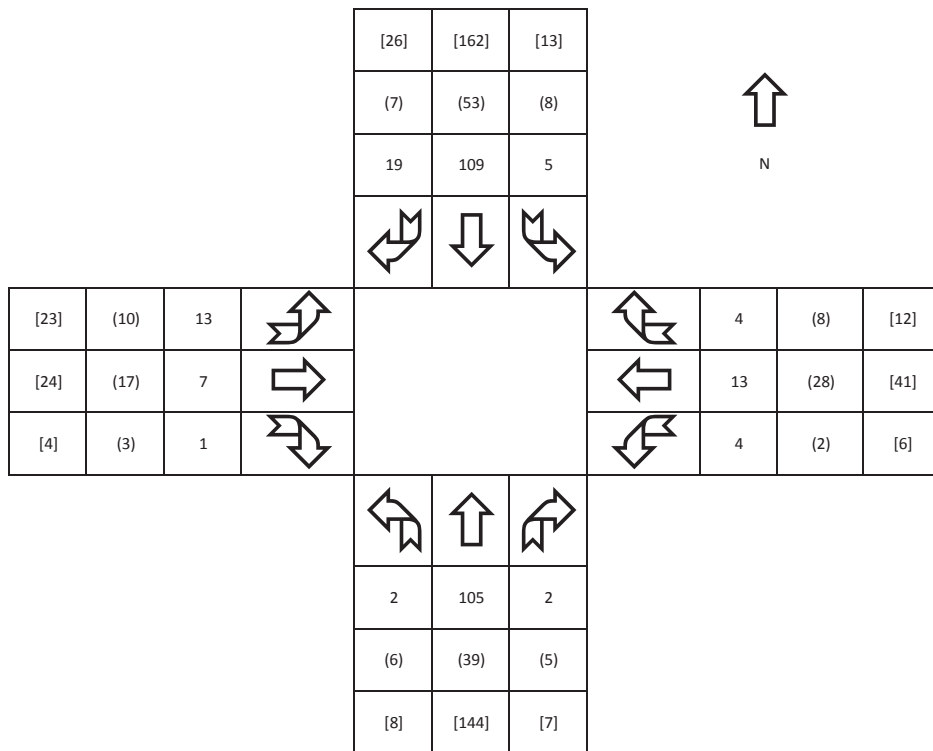 [26] [162] [13]
(7) (53) (8)
19 109 5
N
[23] (10) 13 4 (8) [12]
[24] (17) 7 13 (28) [41]
[4] (3) 1 4 (2) [6]
2 105 2
(6) (39) (5)
[8] [144] [7]